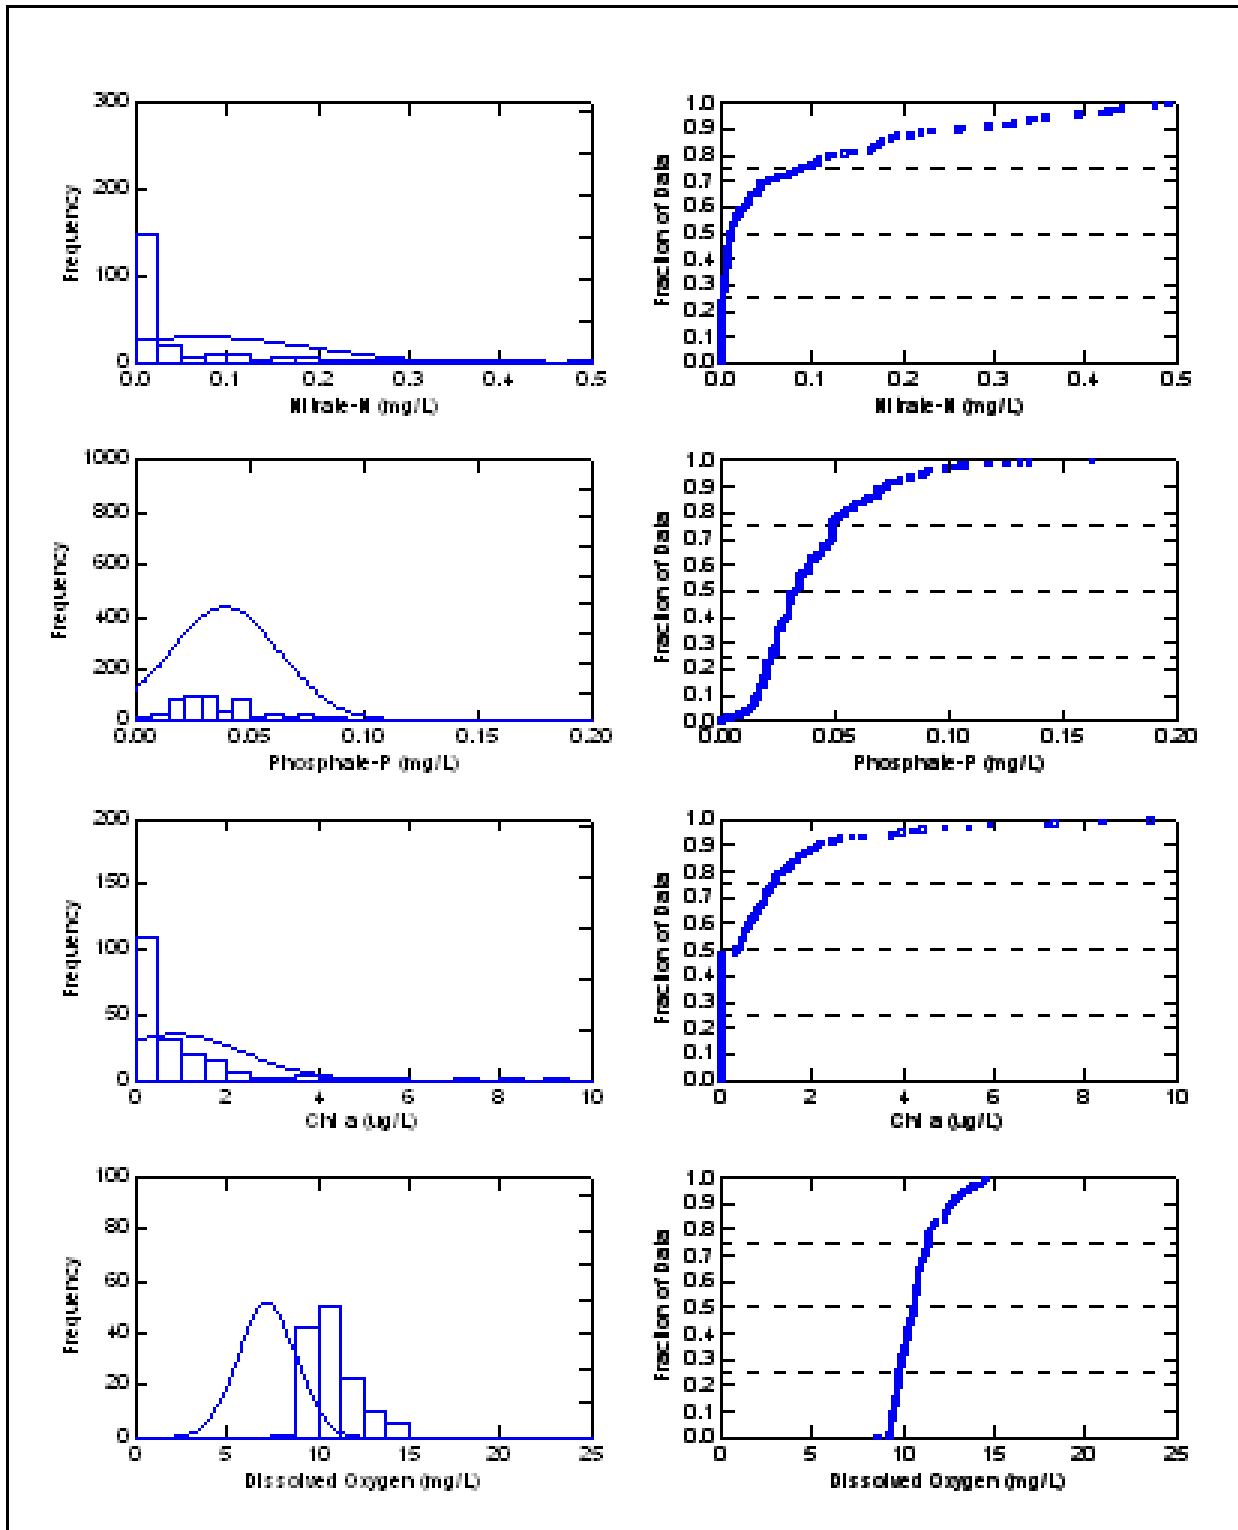 300
200
100
0
Frequency
0.0 0.1 0.2 0.3 0.4 0.5
Nitrate-N (mg/L)
1.0
0.9
0.8
0.7
0.6
0.5
0.4
0.3
0.2
0.1
0.0
Fraction of Data
0.0 0.1 0.2 0.3 0.4 0.5
Nitrate-N (mg/L)
1000
800
600
400
200
0
Frequency
0.00 0.05 0.10 0.15 0.20
Phosphate-P (mg/L)
1.0
0.9
0.8
0.7
0.6
0.5
0.4
0.3
0.2
0.1
0.0
Fraction of Data
0.00 0.05 0.10 0.15 0.20
Phosphate-P (mg/L)
200
150
100
50
0
Frequency
0 2 4 6 8 10
Chl a (ug/L)
1.0
0.9
0.8
0.7
0.6
0.5
0.4
0.3
0.2
0.1
0.0
Fraction of Data
0 2 4 6 8 10
Chl a (ug/L)
100
80
60
40
20
0
Frequency
0 5 10 15 20 25
Dissolved Oxygen (mg/L)
1.0
0.9
0.8
0.7
0.6
0.5
0.4
0.3
0.2
0.1
0.0
Fraction of Data
0 5 10 15 20 25
Dissolved Oxygen (mg/L)